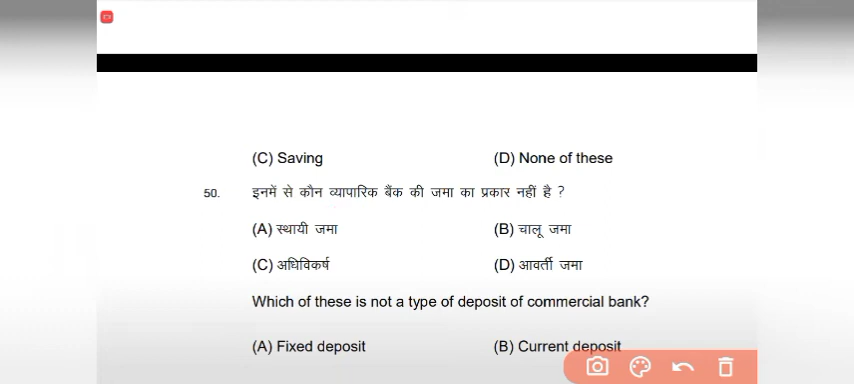 (C) Saving (D) None of these
50. इनमें से कौन व्यापारिक बैंक की जमा का प्रकार नहीं है ?
(A) स्थायी जमा (B) चालू जमा
(C) अधिविकर्ष (D) आवर्ती जमा
Which of these is not a type of deposit of commercial bank?
(A) Fixed deposit (B) Current deposit